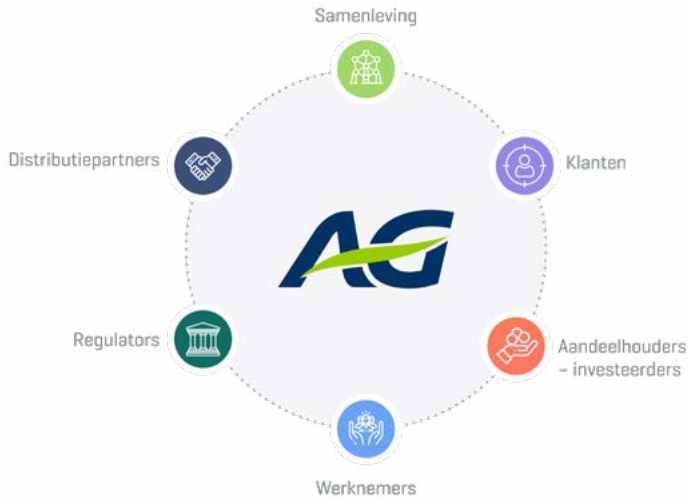 Samenleving
Distributiepartners
Klanten
AG
Regulators
Aandeelhouders
– investeerders
Werknemers